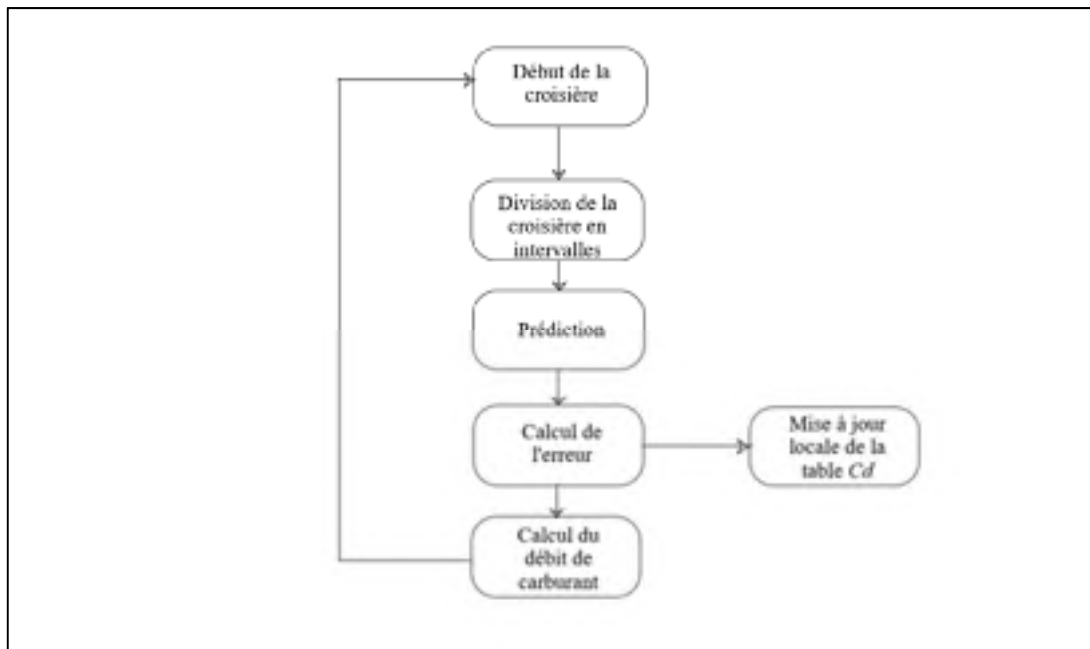 Début de la
croisière
Division de la
croisière en
intervalles
Prédiction
Calcul de
l'erreur
Mise à jour
locale de la
table Cd
Calcul du
débit de
carburant